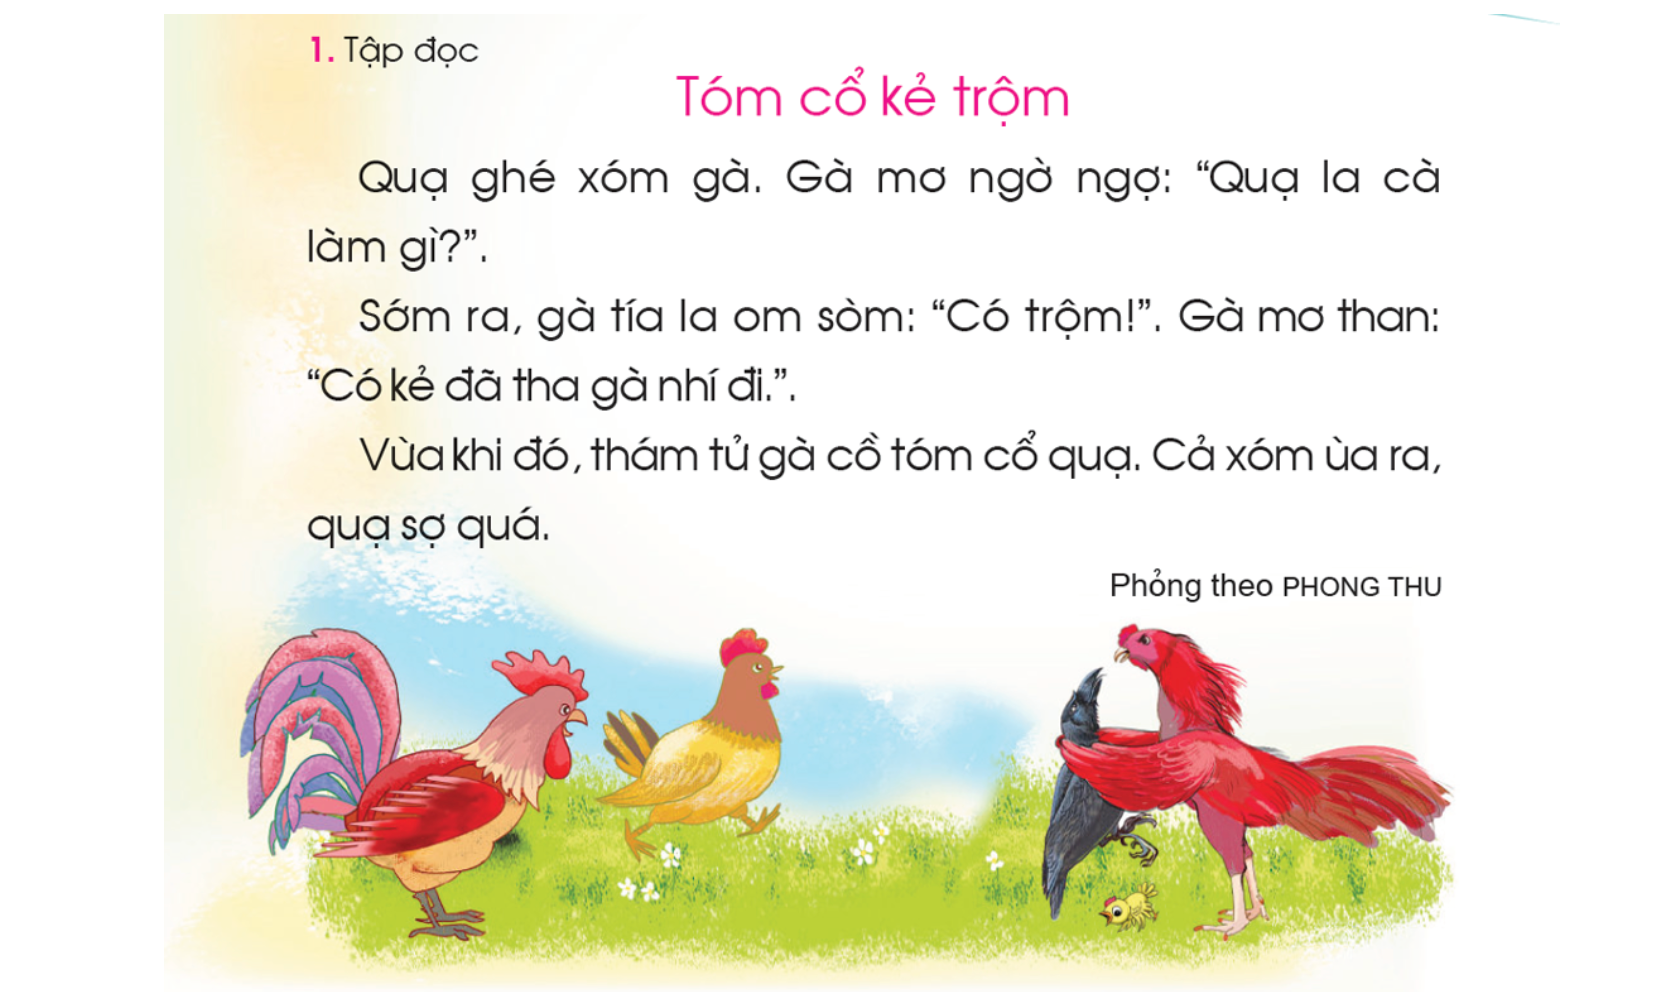 1. Tập đọc
Tóm cổ kẻ trộm
Quạ ghé xóm gà. Gà mơ ngờ ngợ: “Quạ la cà
làm gì?”.
Sớm ra, gà tía la om sòm: “Có trộm!”. Gà mơ than:
“Có kẻ đã tha gà nhí đi.”.
Vừa khi đó, thám tử gà cồ tóm cổ quạ. Cả xóm ùa ra,
quạ sợ quá.
Phỏng theo PHONG THU